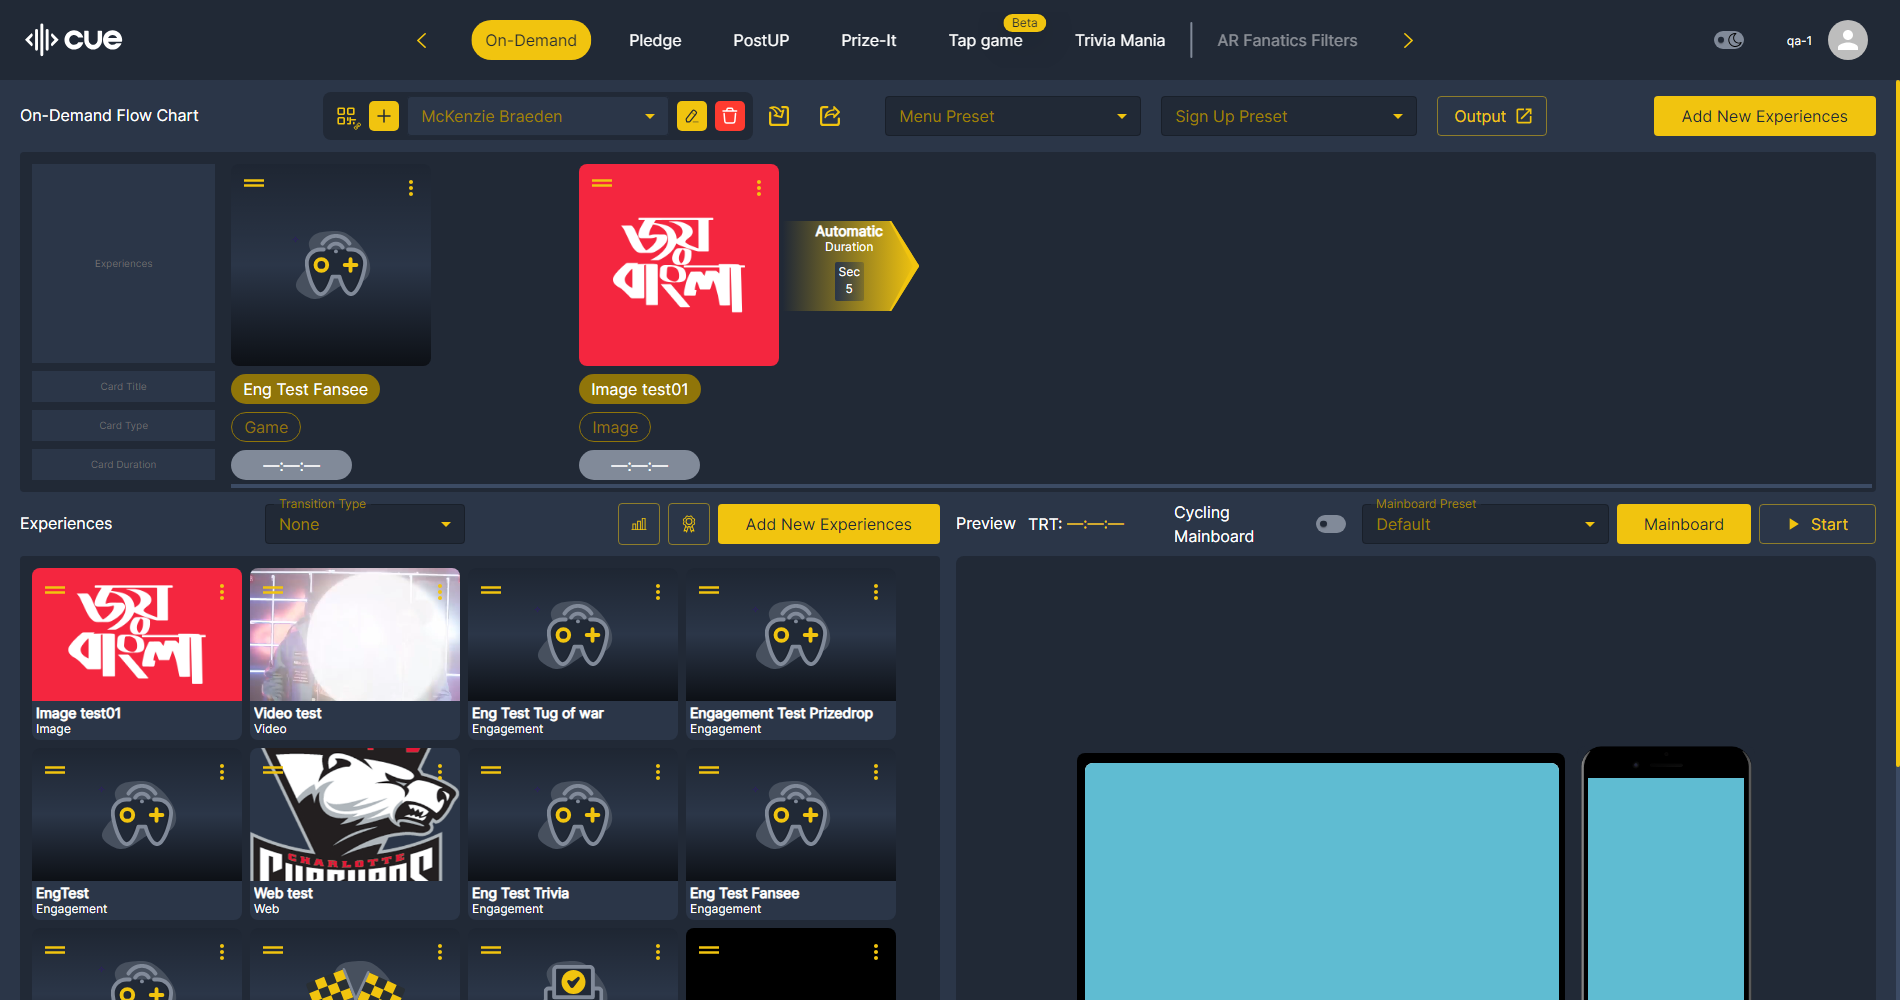 cue
On-Demand
Pledge
PostUP
Prize-It
Tap game
Beta
Trivia Mania
AR Fanatics Filters
qa-1
On-Demand Flow Chart
McKenzie Braeden
Menu Preset
Sign Up Preset
Output
Add New Experiences
Experiences
Card Title
Card Type
Card Duration
জয়
বাংলা
Automatic
Duration
Sec
5
Eng Test Fansee
Game
—:—:—
Image test01
Image
—:—:—
Experiences
Transition Type
None
Add New Experiences
Preview TRT: —:—:—
Cycling
Mainboard
Mainboard Preset
Default
Mainboard
Start
জয়
বাংলা
Image test01
Image
Video test
Video
Eng Test Tug of war
Engagement
Engagement Test Prizedrop
Engagement
EngTest
Engagement
CHARLOTTE
Web test
Web
Eng Test Trivia
Engagement
Eng Test Fansee
Engagement